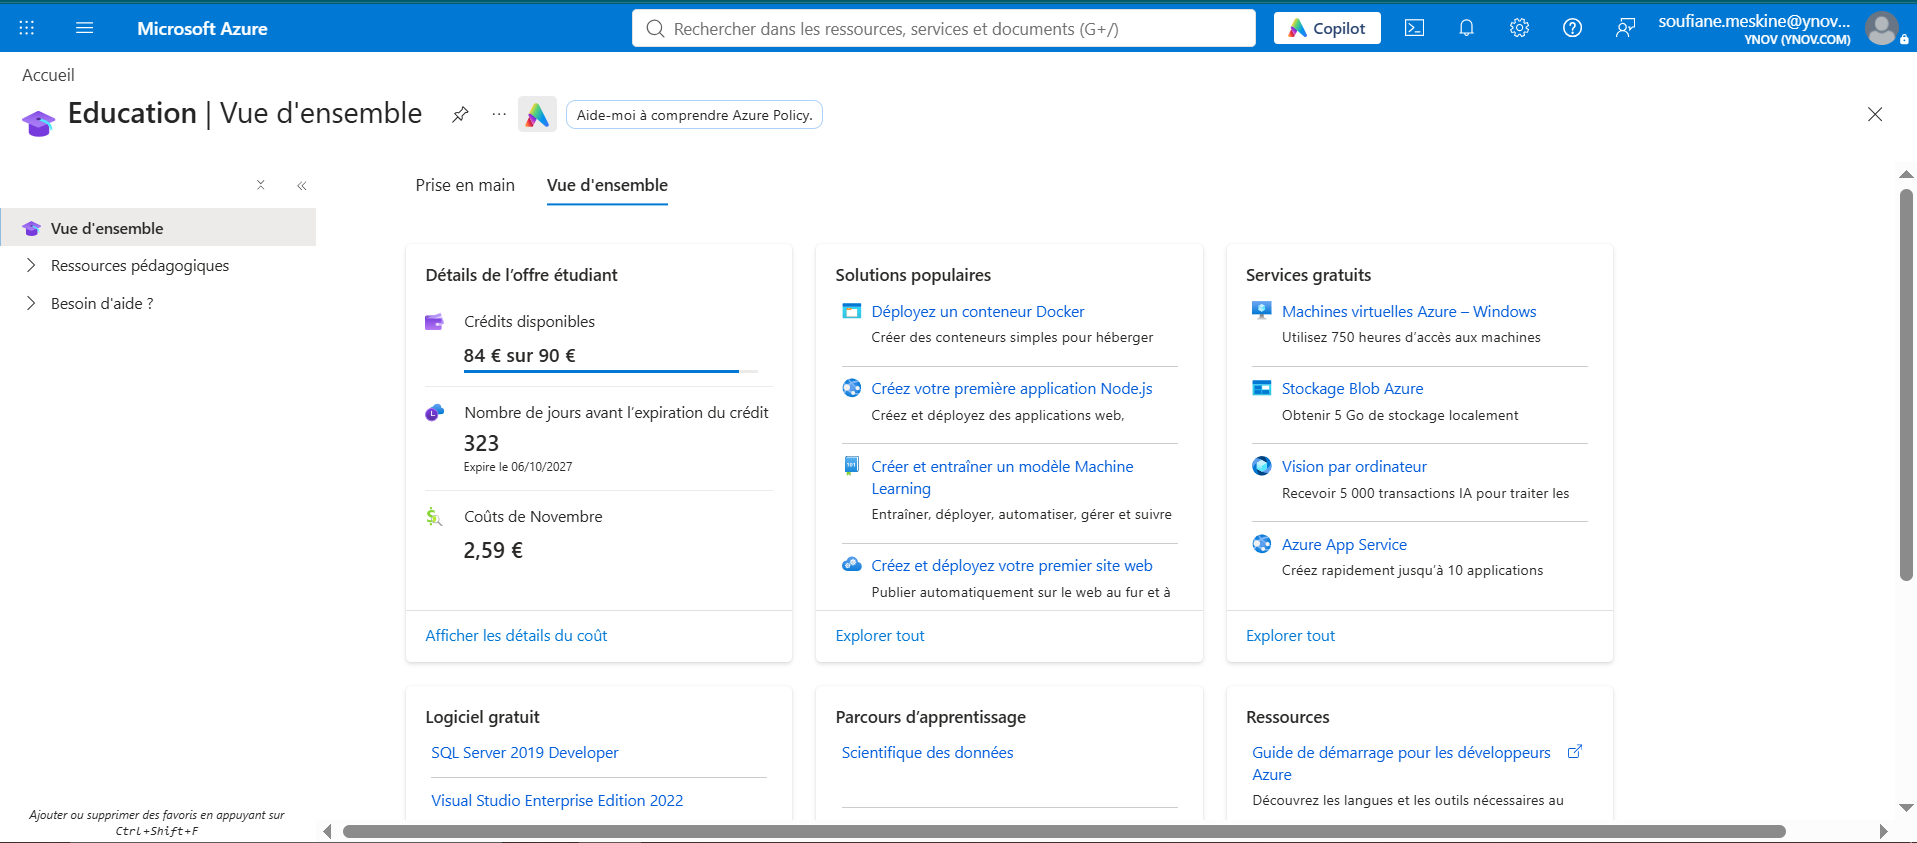 Microsoft Azure
Rechercher dans les ressources, services et documents (G+/)
Copilot
soufiane.meskine@ynov...
YNOV (YNOV.COM)
Accueil
Education | Vue d'ensemble
Aide-moi à comprendre Azure Policy.
Vue d'ensemble
Ressources pédagogiques
Besoin d'aide ?
Prise en main
Vue d'ensemble
Détails de l’offre étudiant
Crédits disponibles
84 € sur 90 €
Nombre de jours avant l’expiration du crédit
323
Expire le 06/10/2027
Coûts de Novembre
2,59 €
Afficher les détails du coût
Solutions populaires
Déployez un conteneur Docker
Créer des conteneurs simples pour héberger
Créez votre première application Node.js
Créez et déployez des applications web,
Créer et entraîner un modèle Machine
Learning
Entraîner, déployer, automatiser, gérer et suivre
Créez et déployez votre premier site web
Publier automatiquement sur le web au fur et à
Explorer tout
Services gratuits
Machines virtuelles Azure – Windows
Utilisez 750 heures d’accès aux machines
Stockage Blob Azure
Obtenir 5 Go de stockage localement
Vision par ordinateur
Recevoir 5 000 transactions IA pour traiter les
Azure App Service
Créez rapidement jusqu’à 10 applications
Explorer tout
Logiciel gratuit
SQL Server 2019 Developer
Visual Studio Enterprise Edition 2022
Parcours d’apprentissage
Scientifique des données
Ressources
Guide de démarrage pour les développeurs
Azure
Découvrez les langues et les outils nécessaires au
Ajouter ou supprimer des favoris en appuyant sur
Ctrl+Shift+F